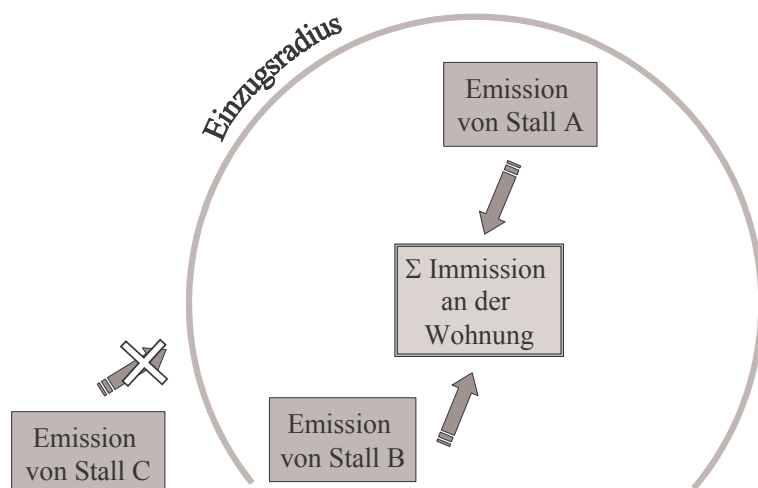 Einzugsradius
Emission
von Stall A
Σ Immission
an der
Wohnung
Emission
von Stall B
Emission
von Stall C